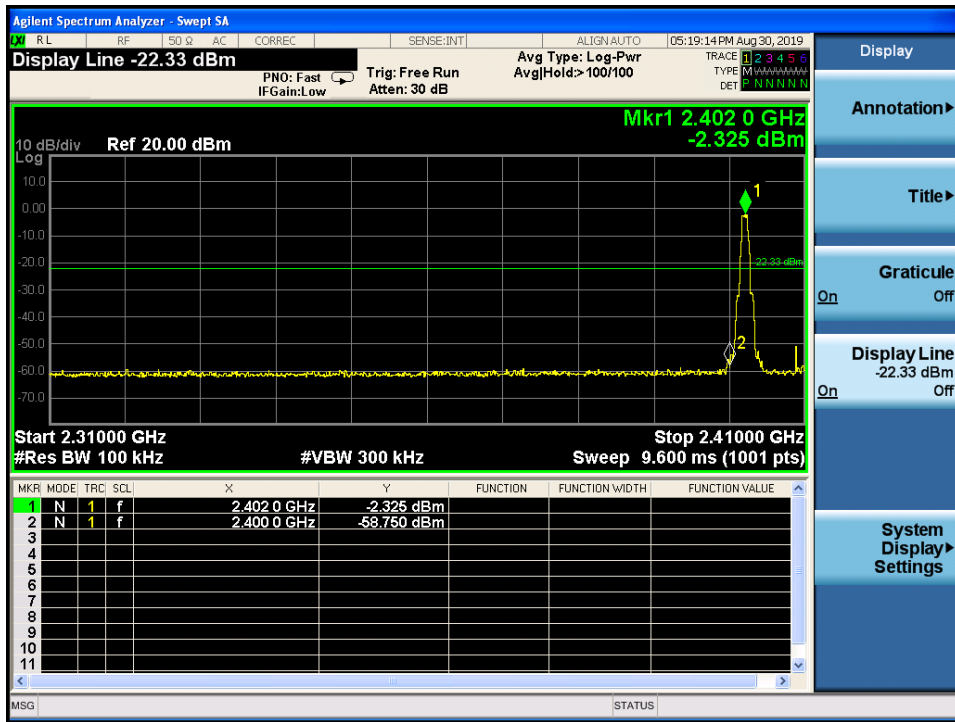 Agilent Spectrum Analyzer - Swept SA
LXI RL RF 50 Ω AC CORREC SENSE:INT ALIGN AUTO 05:19:14 PM Aug 30, 2019
Display Line -22.33 dBm
PNO: Fast
IFGain:Low
Trig: Free Run
Atten: 30 dB
Avg Type: Log-Pwr
Avg|Hold:> 100/100
TRACE 1 2 3 4 5 6
TYPE M
DET P N N N N N
Mkr1 2.402 0 GHz
-2.325 dBm
10 dB/div Ref 20.00 dBm
Log
10.0
0.00
-10.0
-20.0
-30.0
-40.0
-50.0
-60.0
-70.0
1
-22.33 dBm
2
Start 2.31000 GHz Stop 2.41000 GHz
#Res BW 100 kHz #VBW 300 kHz Sweep 9.600 ms (1001 pts)
MKR MODE TRC SCL X Y FUNCTION FUNCTION WIDTH FUNCTION VALUE
1 N 1 f 2.402 0 GHz -2.325 dBm
2 N 1 f 2.400 0 GHz -58.750 dBm
3
4
5
6
7
8
9
10
11
MSG STATUS
Display
Annotation
Title
Graticule
On Off
Display Line
-22.33 dBm
On Off
System
Display
Settings